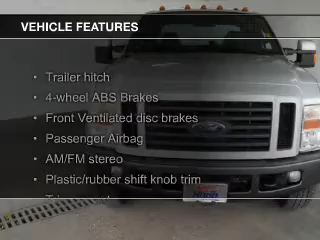 VEHICLE FEATURES
• Trailer hitch
• 4-wheel ABS Brakes
• Front Ventilated disc brakes
• Passenger Airbag
• AM/FM stereo
• Plastic/rubber shift knob trim
Ford